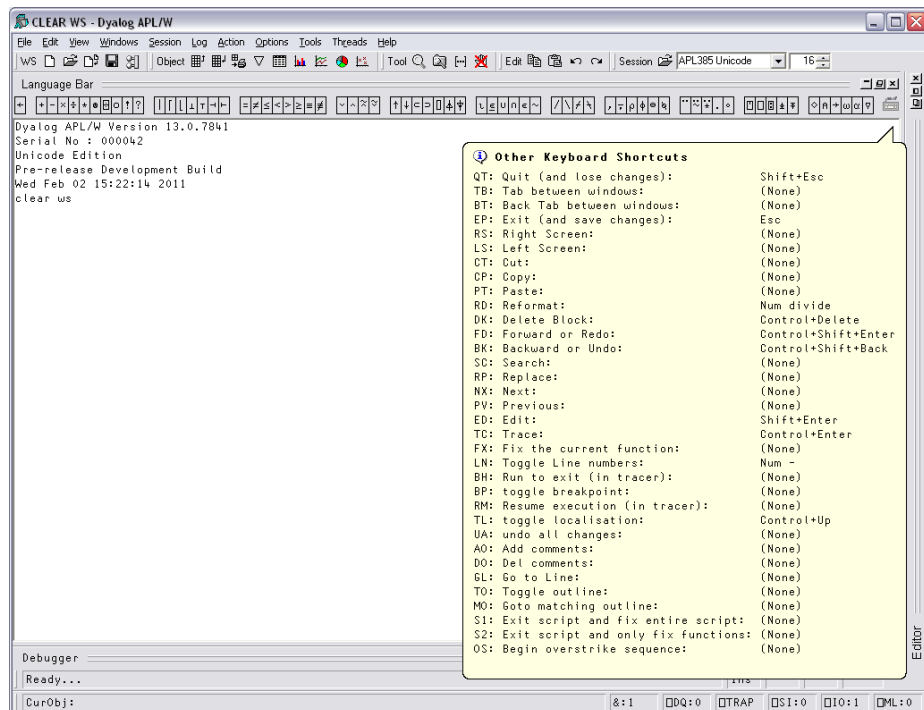 CLEAR WS - Dyalog APL/W
File Edit View Windows Session Log Action Options Tools Threads Help
WS Object Tool Edit Session APL385 Unicode 16
Language Bar
Dyalog APL/W Version 13.0.7841
Serial No : 000042
Unicode Edition
Pre-release Development Build
Wed Feb 02 15:22:14 2011
clear ws
Other Keyboard Shortcuts
QT: Quit (and lose changes): Shift+Esc
TB: Tab between windows: (None)
BT: Back Tab between windows: (None)
EP: Exit (and save changes): Esc
RS: Right Screen: (None)
LS: Left Screen: (None)
CT: Cut: (None)
CP: Copy: (None)
PT: Paste: (None)
RD: Reformat: Num divide
DK: Delete Block: Control+Delete
FD: Forward or Redo: Control+Shift+Enter
BK: Backward or Undo: Control+Shift+Back
SC: Search: (None)
RP: Replace: (None)
NX: Next: (None)
PV: Previous: (None)
ED: Edit: Shift+Enter
TC: Trace: Control+Enter
FX: Fix the current function: (None)
LN: Toggle Line numbers: Num -
BH: Run to exit (in tracer): (None)
BP: toggle breakpoint: (None)
RM: Resume execution (in tracer): (None)
TL: toggle localisation: Control+Up
UA: undo all changes: (None)
AO: Add comments: (None)
DO: Del comments: (None)
GL: Go to Line: (None)
TO: Toggle outline: (None)
MO: Goto matching outline: (None)
S1: Exit script and fix entire script: (None)
S2: Exit script and only fix functions: (None)
OS: Begin overstrike sequence: (None)
Editor
Debugger
Ready... Ins
CurObj: &:1 ⎕DQ:0 ⎕TRAP ⎕SI:0 ⎕IO:1 ⎕ML:0